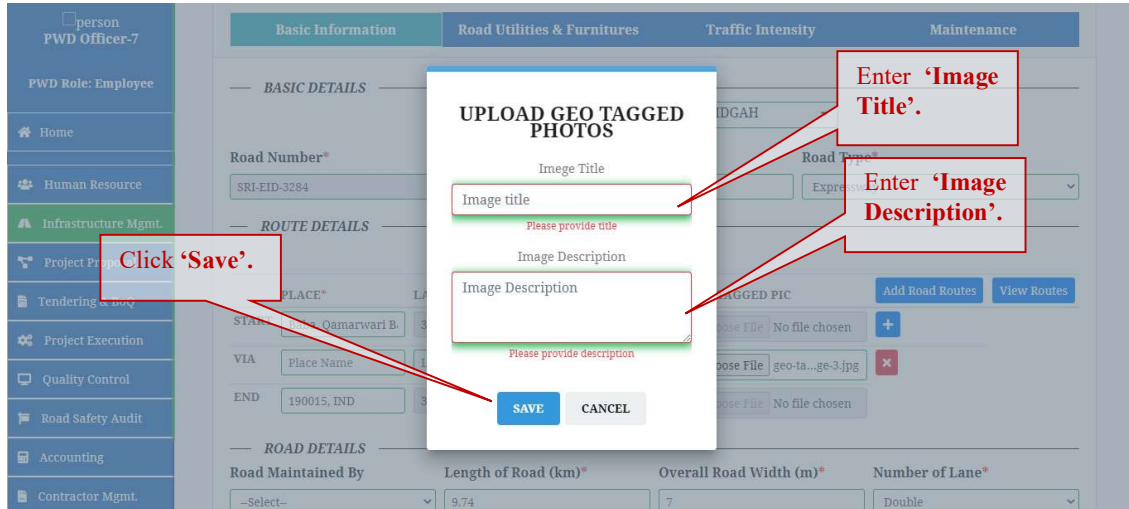 person
PWD Officer-7
PWD Role: Employee
Home
Human Resource
Infrastructure Mgmt.
Project
Tendering & BoQ
Project Execution
Quality Control
Road Safety Audit
Accounting
Contractor Mgmt.
Basic Information
Road Utilities & Furnitures
Traffic Intensity
Maintenance
BASIC DETAILS
IDGAH
Road Number*
Road Type*
SRI-EID-3284
ROUTE DETAILS
PLACE*
TAGGED PIC
Add Road Routes
View Routes
START
Qamarwari B
No file chosen
VIA
Place Name
Choose File geo-ta...ge-3.jpg
END
190015, IND
No file chosen
ROAD DETAILS
Road Maintained By
Length of Road (km)*
Overall Road Width (m)*
Number of Lane*
--Select--
9.74
7
Double
UPLOAD GEO TAGGED
PHOTOS
Imege Title
Image title
Please provide title
Image Description
Image Description
Please provide description
SAVE
CANCEL
Enter ‘Image
Title’.
Enter ‘Image
Description’.
Click ‘Save’.